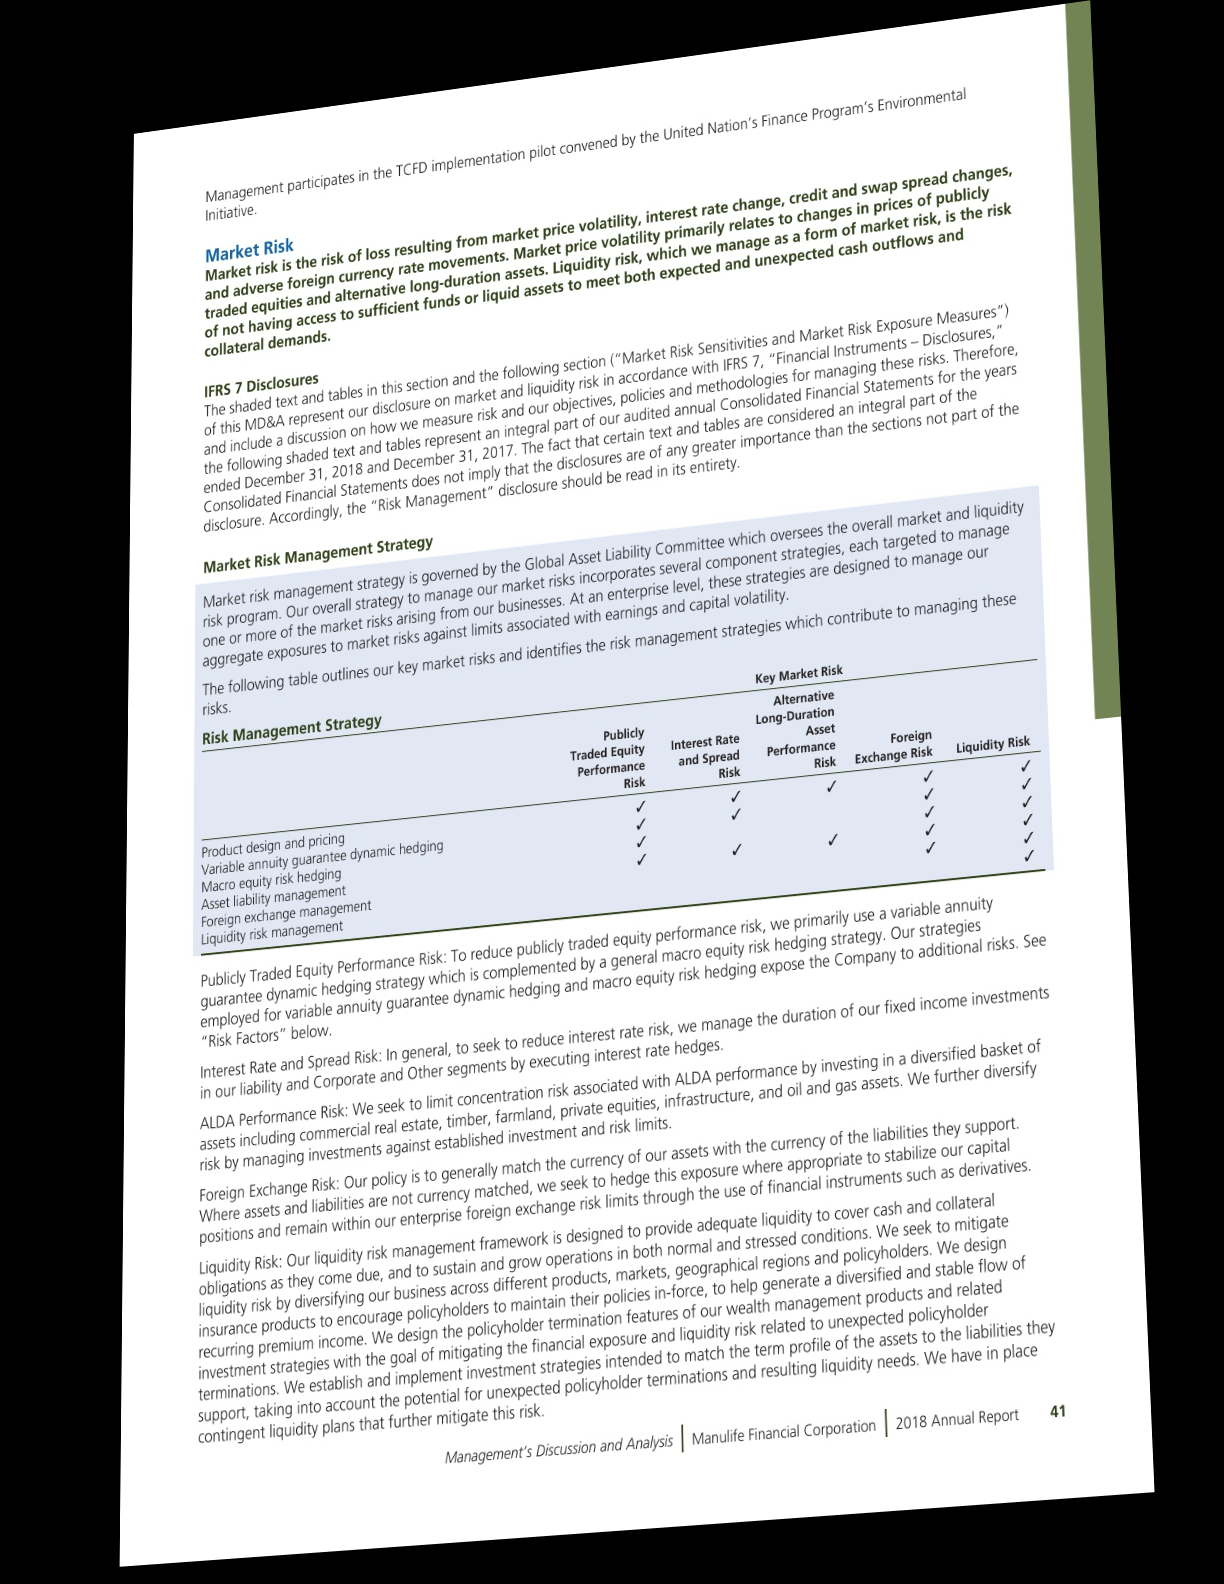 Management participates in the TCFD implementation pilot convened by the United Nation's Finance Program's Environmental
Initiative.
Market Risk
Market risk is the risk of loss resulting from market price volatility, interest rate change, credit and swap spread changes,
and adverse foreign currency rate movements. Market price volatility primarily relates to changes in prices of publicly
traded equities and alternative long-duration assets. Liquidity risk, which we manage as a form of market risk, is the risk
of not having access to sufficient funds or liquid assets to meet both expected and unexpected cash outflows and
collateral demands.
IFRS 7 Disclosures
The shaded text and tables in this section and the following section (“Market Risk Sensitivities and Market Risk Exposure Measures”)
of this MD&A represent our disclosure on market and liquidity risk in accordance with IFRS 7, “Financial Instruments – Disclosures,”
and include a discussion on how we measure risk and our objectives, policies and methodologies for managing these risks. Therefore,
the following shaded text and tables represent an integral part of our audited annual Consolidated Financial Statements for the years
ended December 31, 2018 and December 31, 2017. The fact that certain text and tables are considered an integral part of the
Consolidated Financial Statements does not imply that the disclosures are of any greater importance than the sections not part of the
disclosure. Accordingly, the “Risk Management” disclosure should be read in its entirety.
Market Risk Management Strategy
Market risk management strategy is governed by the Global Asset Liability Committee which oversees the overall market and liquidity
risk program. Our overall strategy to manage our market risks incorporates several component strategies, each targeted to manage
one or more of the market risks arising from our businesses. At an enterprise level, these strategies are designed to manage our
aggregate exposures to market risks against limits associated with earnings and capital volatility.
The following table outlines our key market risks and identifies the risk management strategies which contribute to managing these
risks.
Risk Management Strategy
Key Market Risk
Publicly
Traded Equity
Performance
Risk
Interest Rate
and Spread
Risk
Alternative
Long-Duration
Asset
Performance
Risk
Foreign
Exchange Risk
Liquidity Risk
Product design and pricing ✓ ✓ ✓ ✓ ✓
Variable annuity guarantee dynamic hedging ✓ ✓ ✓ ✓
Macro equity risk hedging ✓ ✓ ✓
Asset liability management ✓ ✓ ✓ ✓ ✓
Foreign exchange management ✓ ✓
Liquidity risk management ✓
Publicly Traded Equity Performance Risk: To reduce publicly traded equity performance risk, we primarily use a variable annuity
guarantee dynamic hedging strategy which is complemented by a general macro equity risk hedging strategy. Our strategies
employed for variable annuity guarantee dynamic hedging and macro equity risk hedging expose the Company to additional risks. See
“Risk Factors” below.
Interest Rate and Spread Risk: In general, to seek to reduce interest rate risk, we manage the duration of our fixed income investments
in our liability and Corporate and Other segments by executing interest rate hedges.
ALDA Performance Risk: We seek to limit concentration risk associated with ALDA performance by investing in a diversified basket of
assets including commercial real estate, timber, farmland, private equities, infrastructure, and oil and gas assets. We further diversify
risk by managing investments against established investment and risk limits.
Foreign Exchange Risk: Our policy is to generally match the currency of our assets with the currency of the liabilities they support.
Where assets and liabilities are not currency matched, we seek to hedge this exposure where appropriate to stabilize our capital
positions and remain within our enterprise foreign exchange risk limits through the use of financial instruments such as derivatives.
Liquidity Risk: Our liquidity risk management framework is designed to provide adequate liquidity to cover cash and collateral
obligations as they come due, and to sustain and grow operations in both normal and stressed conditions. We seek to mitigate
liquidity risk by diversifying our business across different products, markets, geographical regions and policyholders. We design
insurance products to encourage policyholders to maintain their policies in-force, to help generate a diversified and stable flow of
recurring premium income. We design the policyholder termination features of our wealth management products and related
investment strategies with the goal of mitigating the financial exposure and liquidity risk related to unexpected policyholder
terminations. We establish and implement investment strategies intended to match the term profile of the assets to the liabilities they
support, taking into account the potential for unexpected policyholder terminations and resulting liquidity needs. We have in place
contingent liquidity plans that further mitigate this risk.
Management's Discussion and Analysis | Manulife Financial Corporation | 2018 Annual Report 41